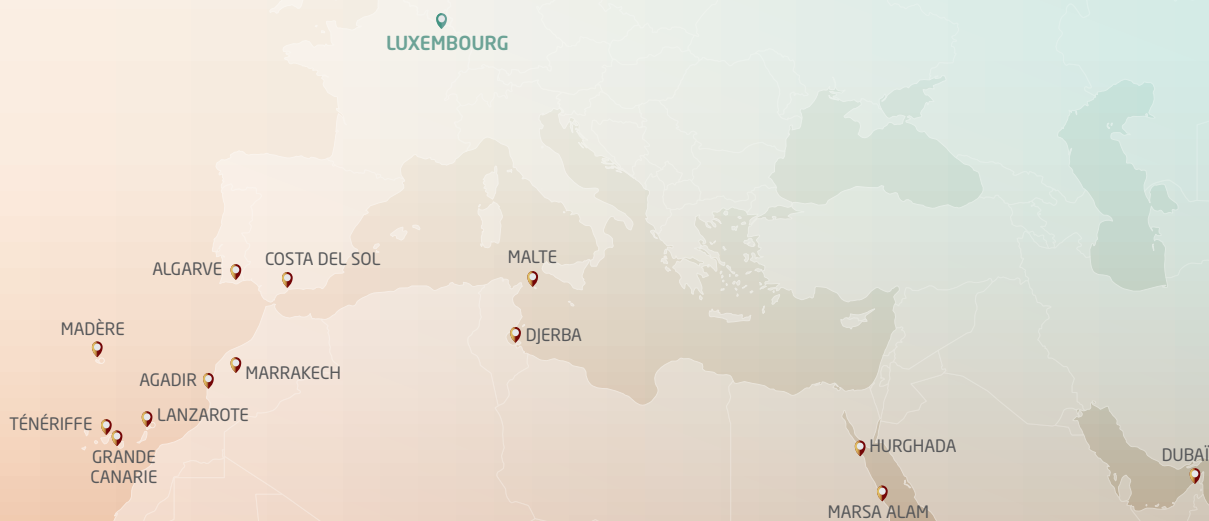 LUXEMBOURG
COSTA DEL SOL
MALTE
ALGARVE
MADÈRE
DJERBA
AGADIR
MARRAKECH
TÉNÉRIFFE
LANZAROTE
GRANDE
CANARIE
HURGHADA
DUBAÏ
MARSA ALAM